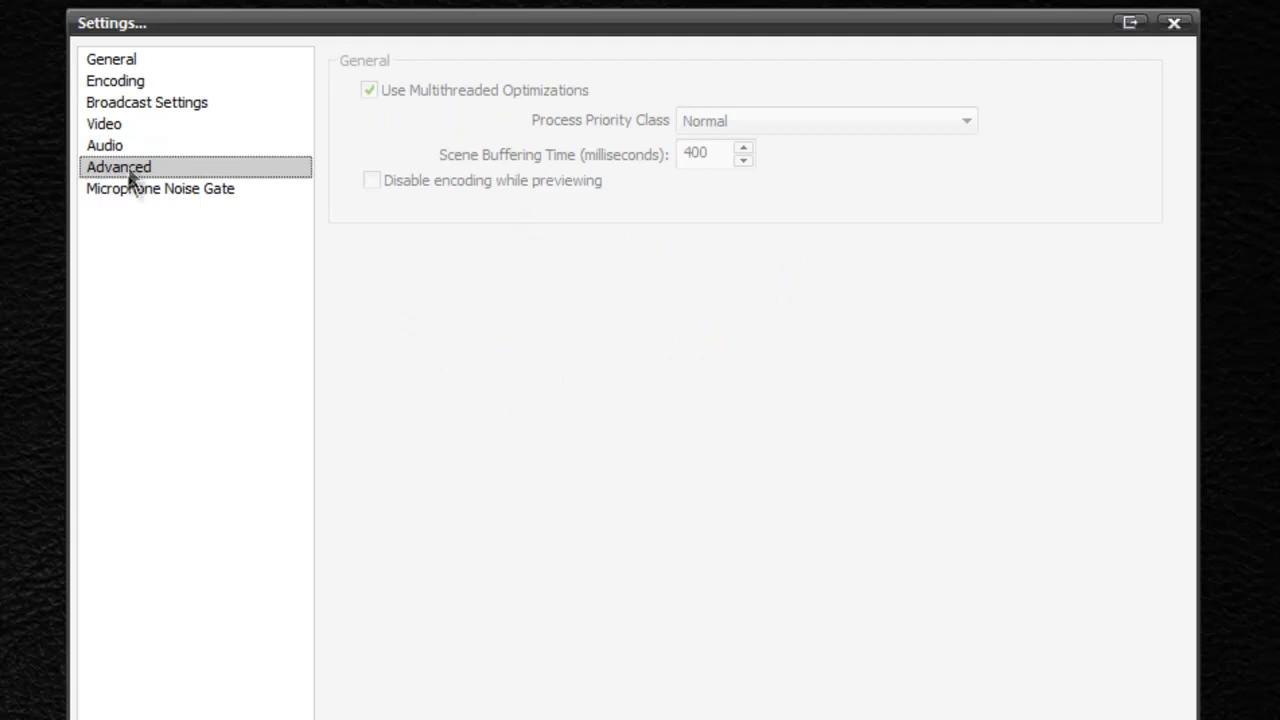 Settings...
General
Encoding
Broadcast Settings
Video
Audio
Advanced
Microphone Noise Gate
General
Use Multithreaded Optimizations
Process Priority Class Normal
Scene Buffering Time (milliseconds): 400
Disable encoding while previewing